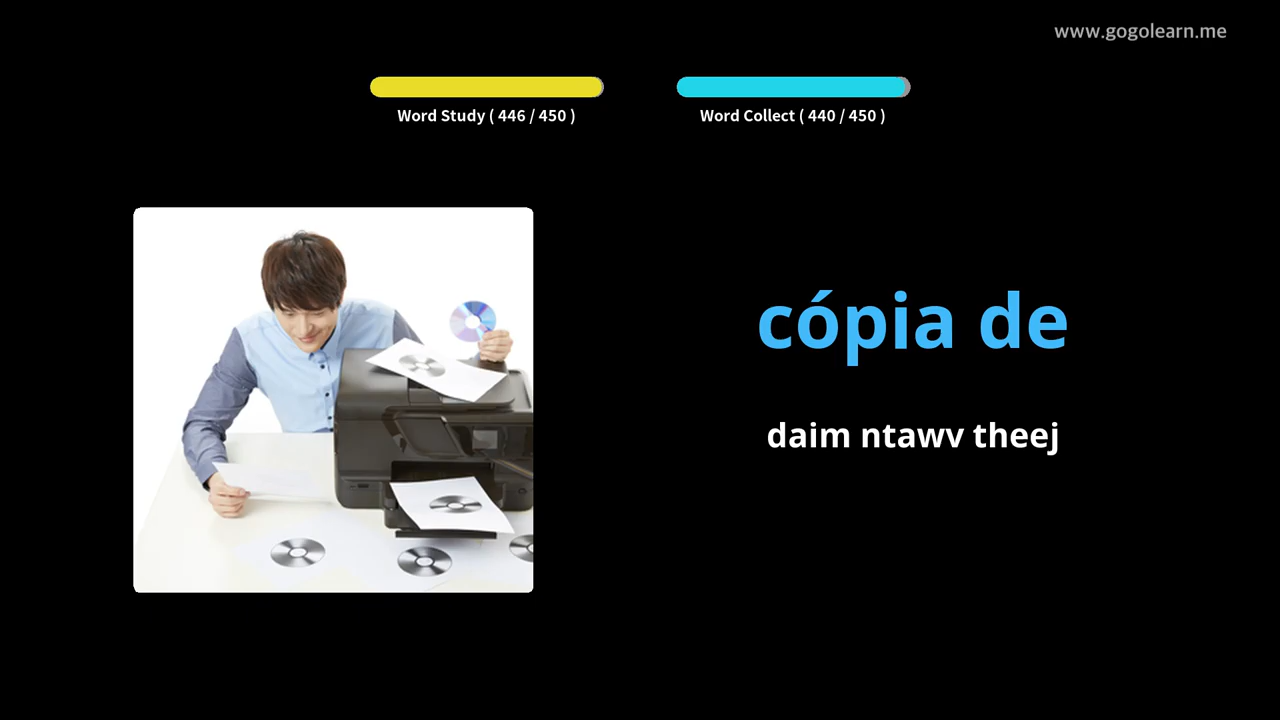 www.gogolearn.me
Word Study ( 446 / 450 )
Word Collect ( 440 / 450 )
cópia de
daim ntawv theej